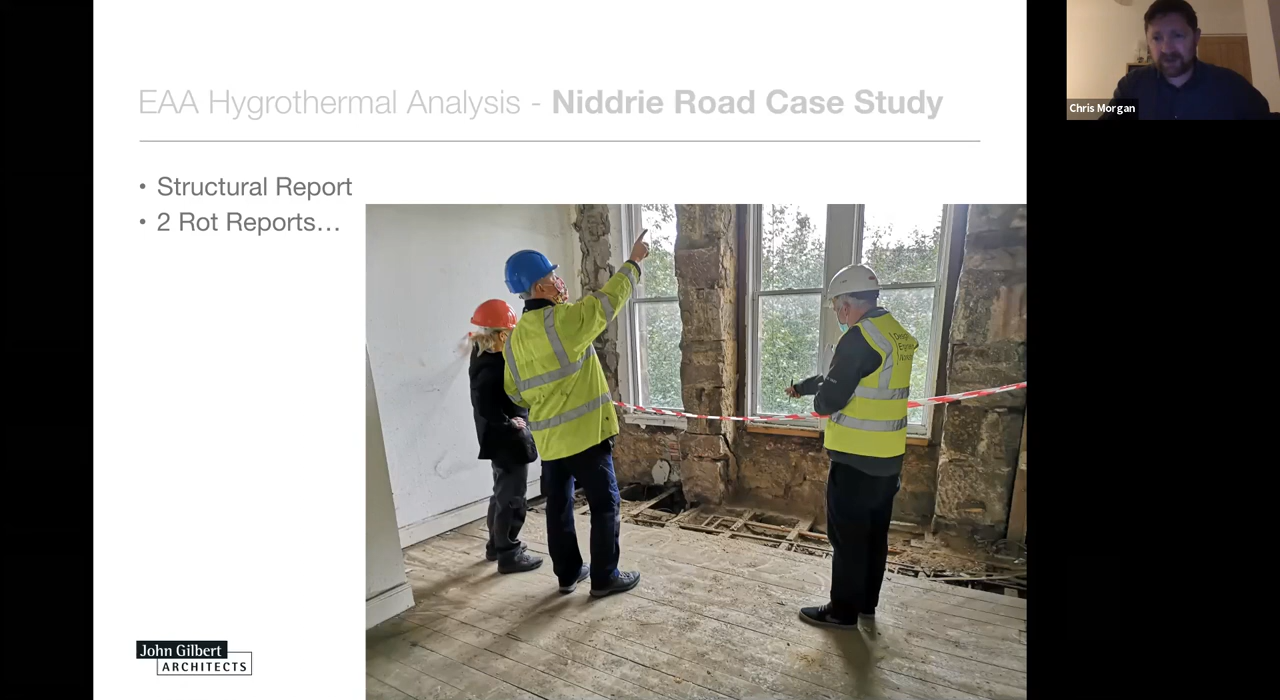 EAA Hygrothermal Analysis - Niddrie Road Case Study
• Structural Report
• 2 Rot Reports…
John Gilbert
ARCHITECTS
Chris Morgan